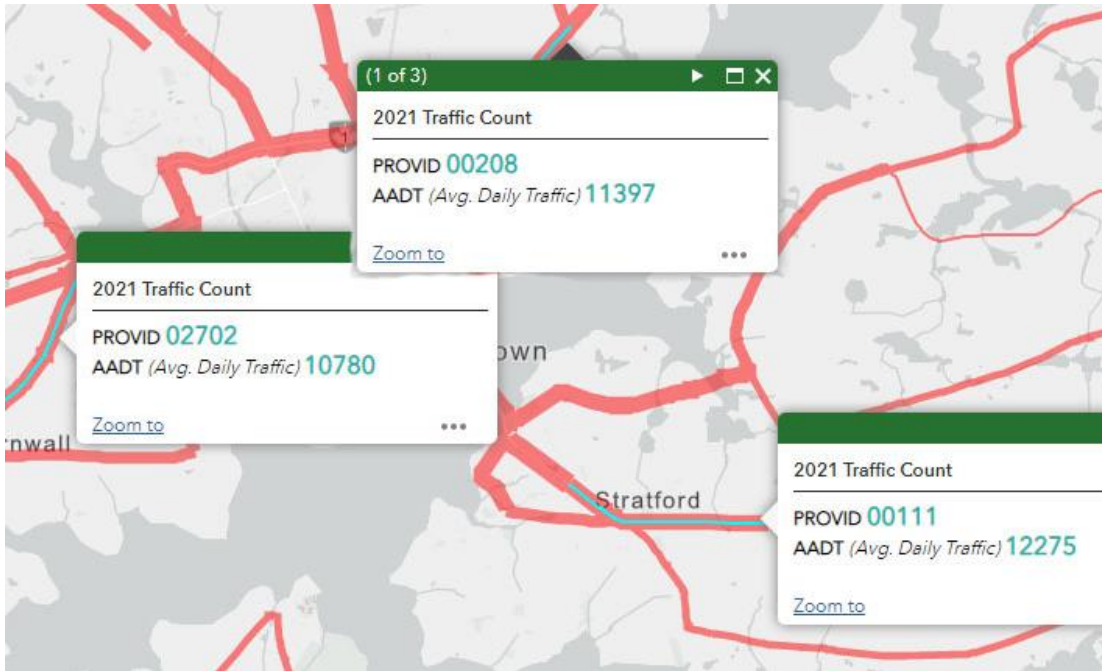 (1 of 3)
2021 Traffic Count
PROVID 00208
AADT (Avg. Daily Traffic) 11397
Zoom to
1
2021 Traffic Count
PROVID 02702
AADT (Avg. Daily Traffic) 10780
Zoom to
own
nwall
Stratford
2021 Traffic Count
PROVID 00111
AADT (Avg. Daily Traffic) 12275
Zoom to